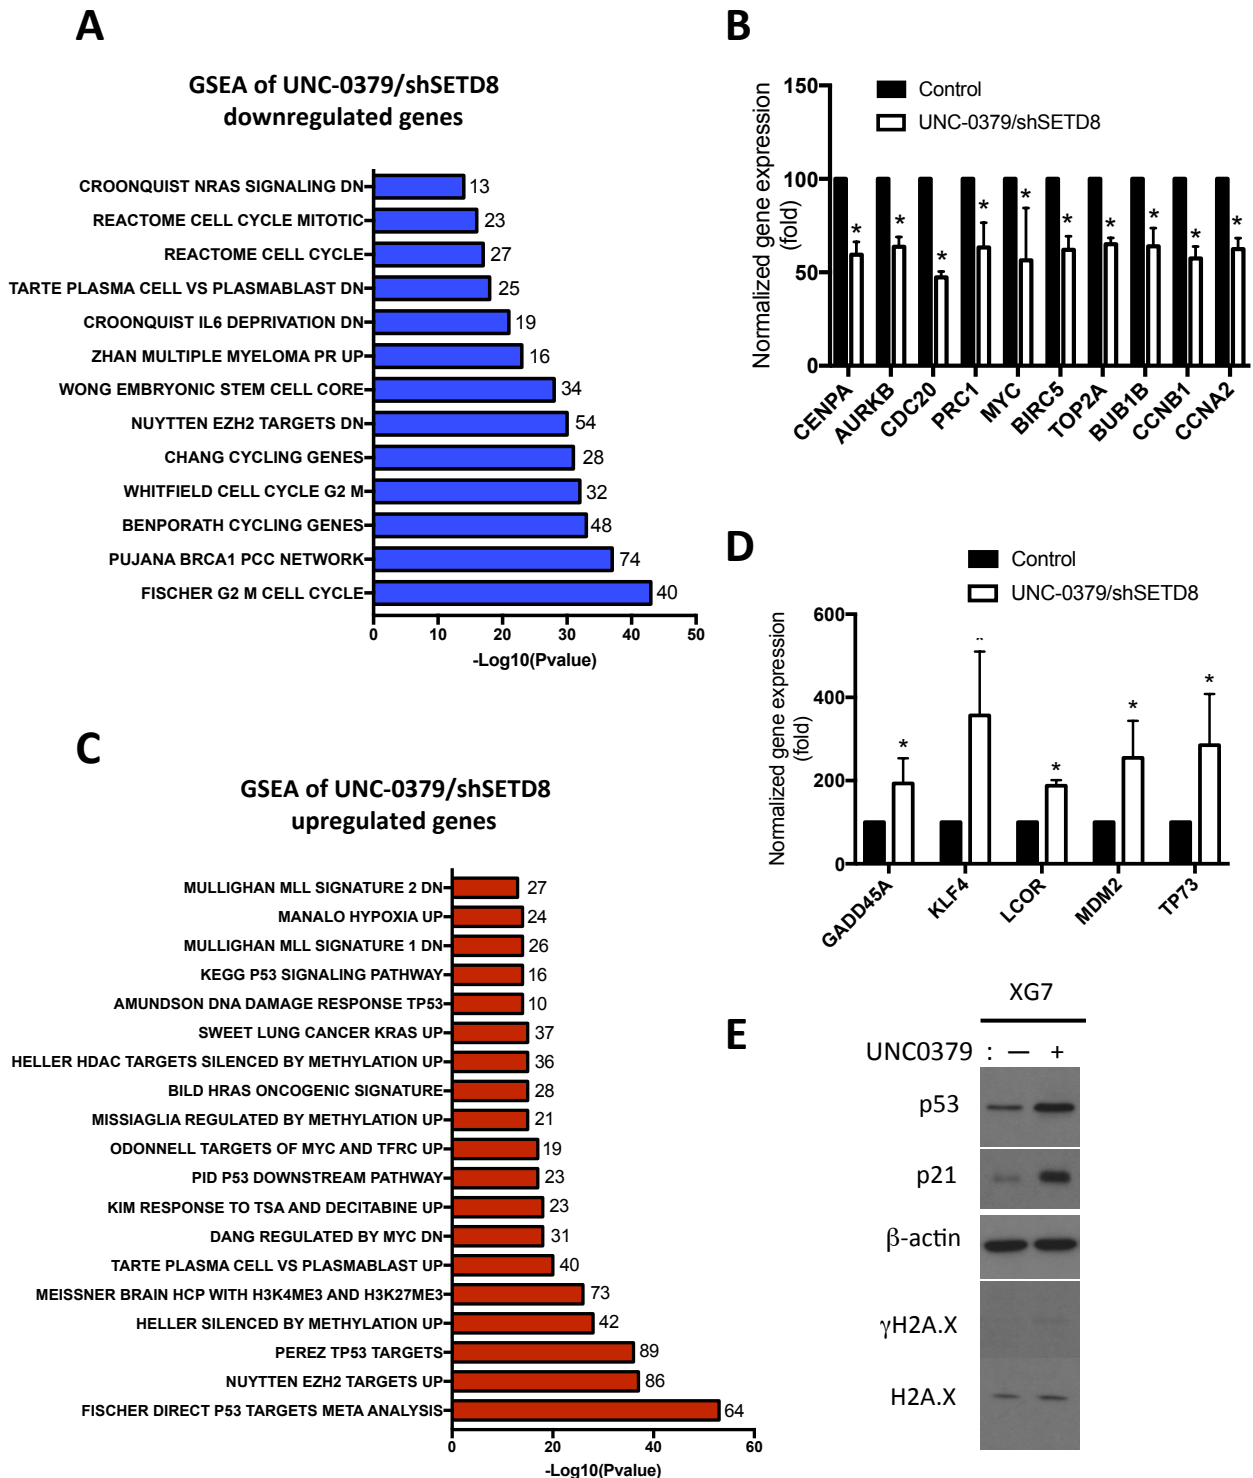 A
GSEA of UNC-0379/shSETD8
downregulated genes
CROONQUIST NRAS SIGNALING DN 13
REACTOME CELL CYCLE MITOTIC 23
REACTOME CELL CYCLE 27
TARTE PLASMA CELL VS PLASMABLAST DN 25
CROONQUIST IL6 DEPRIVATION DN 19
ZHAN MULTIPLE MYELOMA PR UP 16
WONG EMBRYONIC STEM CELL CORE 34
NUYTTEN EZH2 TARGETS DN 54
CHANG CYCLING GENES 28
WHITFIELD CELL CYCLE G2 M 32
BENPORATH CYCLING GENES 48
PUJANA BRCA1 PCC NETWORK 74
FISCHER G2 M CELL CYCLE 40
0 10 20 30 40 50
-Log10(Pvalue)
B
Control
UNC-0379/shSETD8
Normalized gene expression
(fold)
150
100
50
0
* * * * * * * * * *
CENPA AURKB CDC20 PRC1 MYC BIRC5 TOP2A BUB1B CCNB1 CCNA2
C
GSEA of UNC-0379/shSETD8
upregulated genes
MULLIGHAN MLL SIGNATURE 2 DN 27
MANALO HYPOXIA UP 24
MULLIGHAN MLL SIGNATURE 1 DN 26
KEGG P53 SIGNALING PATHWAY 16
AMUNDSON DNA DAMAGE RESPONSE TP53 10
SWEET LUNG CANCER KRAS UP 37
HELLER HDAC TARGETS SILENCED BY METHYLATION UP 36
BILD HRAS ONCOGENIC SIGNATURE 28
MISSIAGLIA REGULATED BY METHYLATION UP 21
ODONNELL TARGETS OF MYC AND TFRC UP 19
PID P53 DOWNSTREAM PATHWAY 23
KIM RESPONSE TO TSA AND DECITABINE UP 23
DANG REGULATED BY MYC DN 31
TARTE PLASMA CELL VS PLASMABLAST UP 40
MEISSNER BRAIN HCP WITH H3K4ME3 AND H3K27ME3 73
HELLER SILENCED BY METHYLATION UP 42
PEREZ TP53 TARGETS 89
NUYTTEN EZH2 TARGETS UP 86
FISCHER DIRECT P53 TARGETS META ANALYSIS 64
0 20 40 60
-Log10(Pvalue)
D
Control
UNC-0379/shSETD8
Normalized gene expression
(fold)
600
400
200
0
* * * *
GADD45A KLF4 LCOR MDM2 TP73
E
XG7
UNC0379 : — +
p53
p21
β-actin
γH2A.X
H2A.X